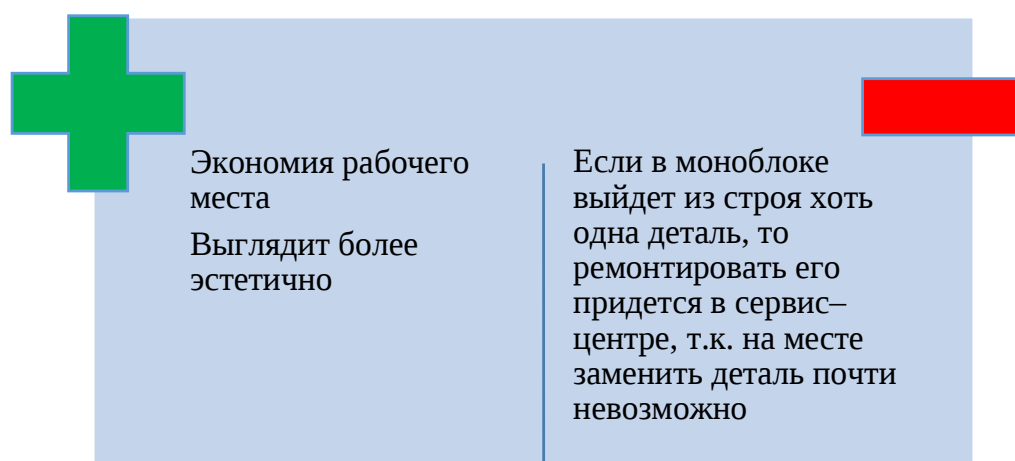 Экономия рабочего
места
Выглядит более
эстетично
Если в моноблоке
выйдет из строя хоть
одна деталь, то
ремонтировать его
придется в сервис–
центре, т.к. на месте
заменить деталь почти
невозможно